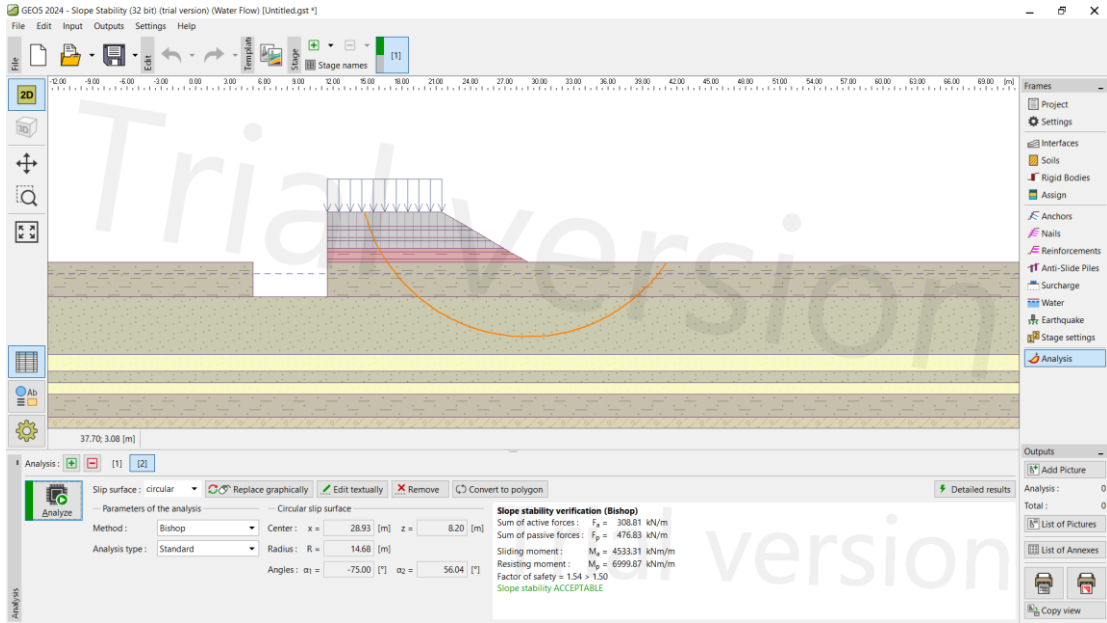 GEO5 2024 - Slope Stability (32 bit) (trial version) (Water Flow) [Untitled.gst *]
File Edit Input Outputs Settings Help
File
Edit
Template
Stage
Stage names
[1]
-12.00 -9.00 -6.00 -3.00 0.00 3.00 6.00 9.00 12.00 15.00 18.00 21.00 24.00 27.00 30.00 33.00 36.00 39.00 42.00 45.00 48.00 51.00 54.00 57.00 60.00 63.00 66.00 69.00 [m]
2D
3D
Trial version
Ab
37.70; 3.08 [m]
Frames
Project
Settings
Interfaces
Soils
Rigid Bodies
Assign
Anchors
Nails
Reinforcements
Anti-Slide Piles
Surcharge
Water
Earthquake
Stage settings
Analysis
Analysis : [1] [2]
Analyze
Slip surface : circular Replace graphically Edit textually Remove Convert to polygon Detailed results
Parameters of the analysis
Method : Bishop
Analysis type : Standard
Circular slip surface
Center : x = 28.93 [m] z = 8.20 [m]
Radius : R = 14.68 [m]
Angles : α1 = -75.00 [°] α2 = 56.04 [°]
Slope stability verification (Bishop)
Sum of active forces : Fa = 308.81 kN/m
Sum of passive forces : Fp = 476.83 kN/m
Sliding moment : Ma = 4533.31 kNm/m
Resisting moment : Mp = 6999.87 kNm/m
Factor of safety = 1.54 > 1.50
Slope stability ACCEPTABLE
Analysis
Outputs
Add Picture
Analysis : 0
Total : 0
List of Pictures
List of Annexes
Copy view